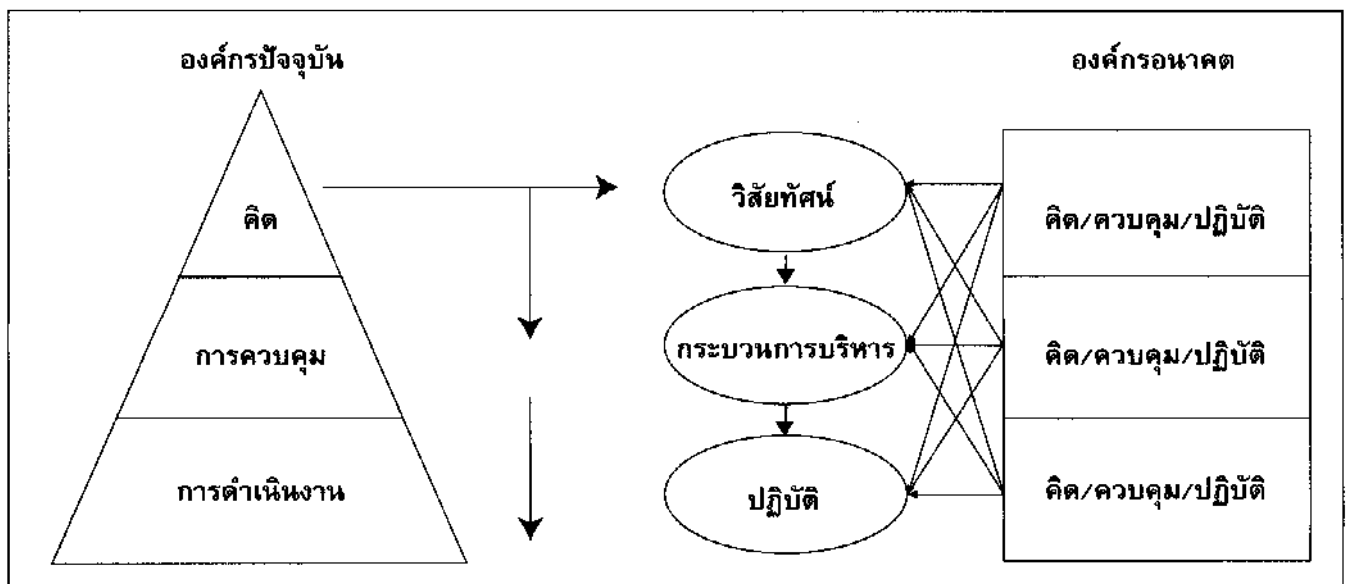 องค์กรปัจจุบัน
องค์กรอนาคต
คิด
วิสัยทัศน์
คิด/ควบคุม/ปฏิบัติ
การควบคุม
กระบวนการบริหาร
คิด/ควบคุม/ปฏิบัติ
การดำเนินงาน
ปฏิบัติ
คิด/ควบคุม/ปฏิบัติ